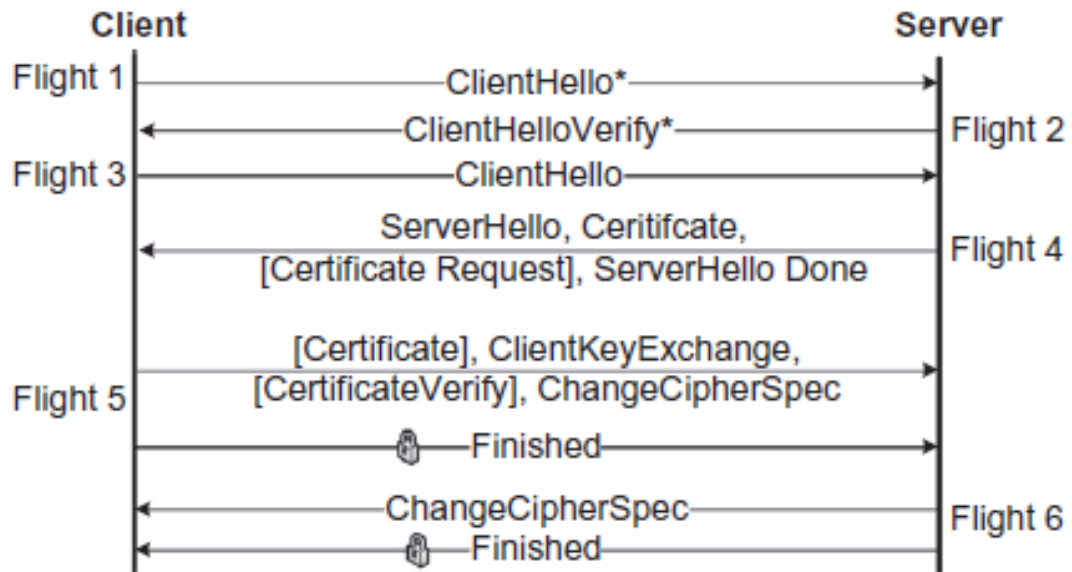 Client
Server
Flight 1
ClientHello*
ClientHelloVerify*
Flight 2
Flight 3
ClientHello
ServerHello, Ceritifcate,
[Certificate Request], ServerHello Done
Flight 4
[Certificate], ClientKeyExchange,
[CertificateVerify], ChangeCipherSpec
Flight 5
Finished
ChangeCipherSpec
Flight 6
Finished